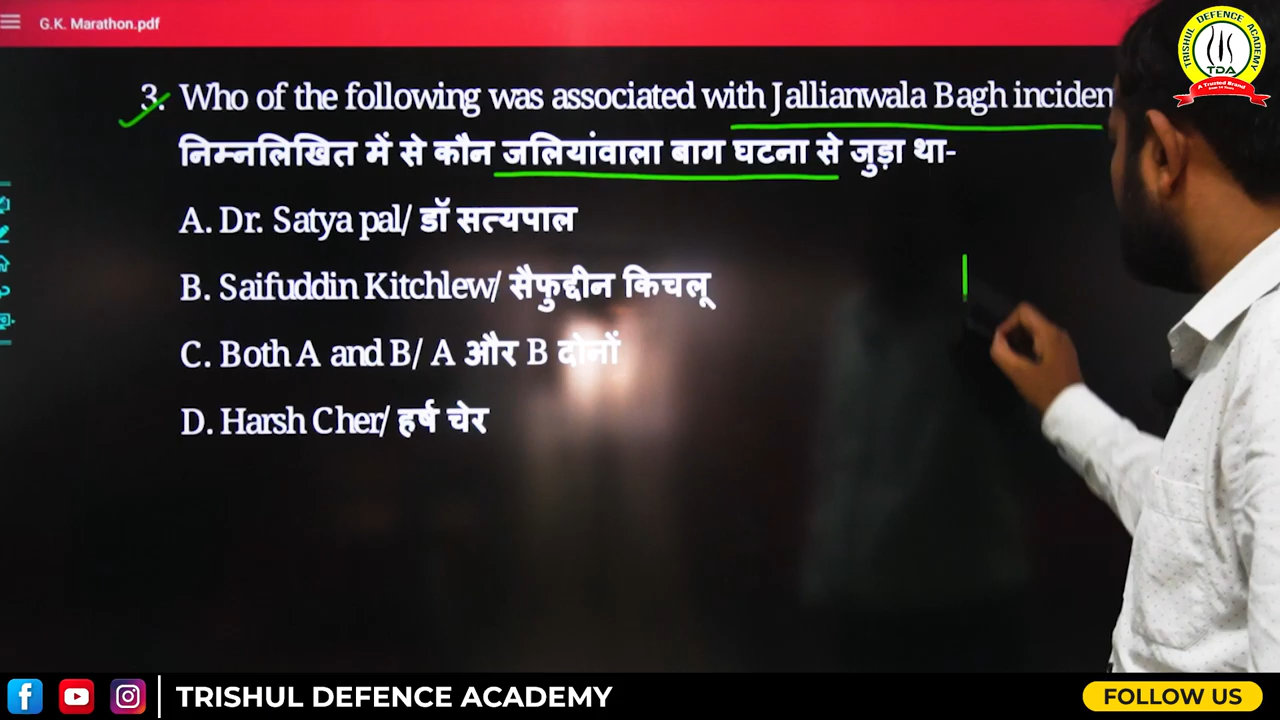 G.K. Marathon.pdf
TRISHUL DEFENCE ACADEMY
TDA
A Trusted Brand
3. Who of the following was associated with Jallianwala Bagh inciden
निम्नलिखित में से कौन जलियांवाला बाग घटना से जुड़ा था-
A. Dr. Satya pal/ डॉ सत्यपाल
B. Saifuddin Kitchlew/ सैफुद्दीन किचलू
C. Both A and B/ A और B दोनों
D. Harsh Cher/ हर्ष चेर
TRISHUL DEFENCE ACADEMY
FOLLOW US